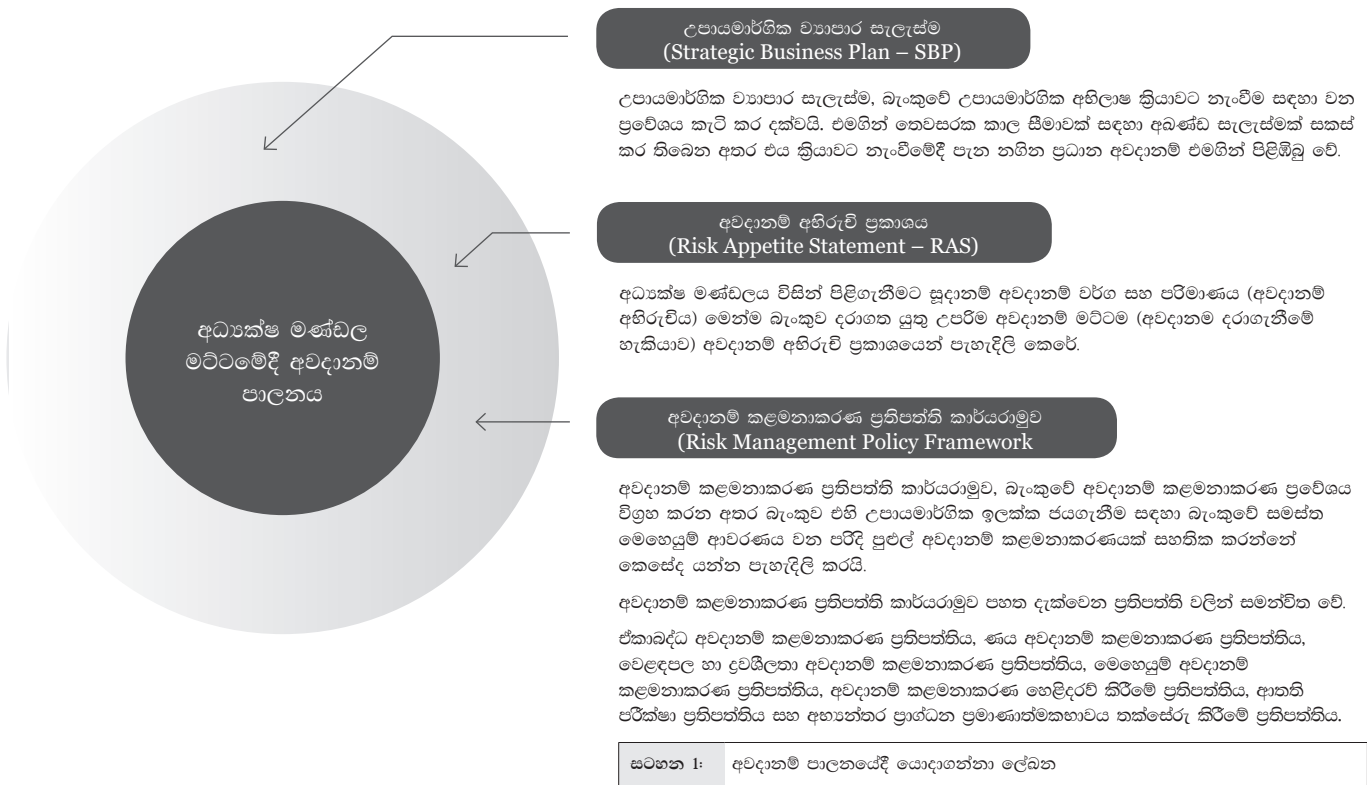 උපායමාර්ගික ව්‍යාපාර සැලැස්ම
(Strategic Business Plan – SBP)
උපායමාර්ගික ව්‍යාපාර සැලැස්ම, බැංකුවේ උපායමාර්ගික අභිලාෂ ක්‍රියාවට නැංවීම සඳහා වන
ප්‍රවේශය කැටි කර දක්වයි. එමගින් තෙවසරක කාල සීමාවක් සඳහා අඛණ්ඩ සැලැස්මක් සකස්
කර තිබෙන අතර එය ක්‍රියාවට නැංවීමේදී පැන නගින ප්‍රධාන අවදානම් එමගින් පිළිඹිබු වේ.
අවදානම් අභිරුචි ප්‍රකාශය
(Risk Appetite Statement – RAS)
අධ්‍යක්ෂ මණ්ඩලය විසින් පිළිගැනීමට සූදානම් අවදානම් වර්ග සහ පරිමාණය (අවදානම්
අභිරුචිය) මෙන්ම බැංකුව දරාගත යුතු උපරිම අවදානම් මට්ටම (අවදානම දරාගැනීමේ
හැකියාව) අවදානම් අභිරුචි ප්‍රකාශයෙන් පැහැදිලි කෙරේ.
අධ්‍යක්ෂ මණ්ඩල
මට්ටමේදී අවදානම්
පාලනය
අවදානම් කළමනාකරණ ප්‍රතිපත්ති කාර්යරාමුව
(Risk Management Policy Framework
අවදානම් කළමනාකරණ ප්‍රතිපත්ති කාර්යරාමුව, බැංකුවේ අවදානම් කළමනාකරණ ප්‍රවේශය
විග්‍රහ කරන අතර බැංකුව එහි උපායමාර්ගික ඉලක්ක ජයගැනීම සඳහා බැංකුවේ සමස්ත
මෙහෙයුම් ආවරණය වන පරිදි පුළුල් අවදානම් කළමනාකරණයක් සහතික කරන්නේ
කෙසේද යන්න පැහැදිලි කරයි.
අවදානම් කළමනාකරණ ප්‍රතිපත්ති කාර්යරාමුව පහත දැක්වෙන ප්‍රතිපත්ති වලින් සමන්විත වේ.
ඒකාබද්ධ අවදානම් කළමනාකරණ ප්‍රතිපත්තිය, ණය අවදානම් කළමනාකරණ ප්‍රතිපත්තිය,
වෙළඳපල හා ද්‍රවශීලතා අවදානම් කළමනාකරණ ප්‍රතිපත්තිය, මෙහෙයුම් අවදානම්
කළමනාකරණ ප්‍රතිපත්තිය, අවදානම් කළමනාකරණ හෙළිදරව් කිරීමේ ප්‍රතිපත්තිය, ආතති
පරීක්ෂා ප්‍රතිපත්තිය සහ අභ්‍යන්තර ප්‍රාග්ධන ප්‍රමාණාත්මකභාවය තක්සේරු කිරීමේ ප්‍රතිපත්තිය.
සටහන 1: අවදානම් පාලනයේදී යොදාගන්නා ලේඛන